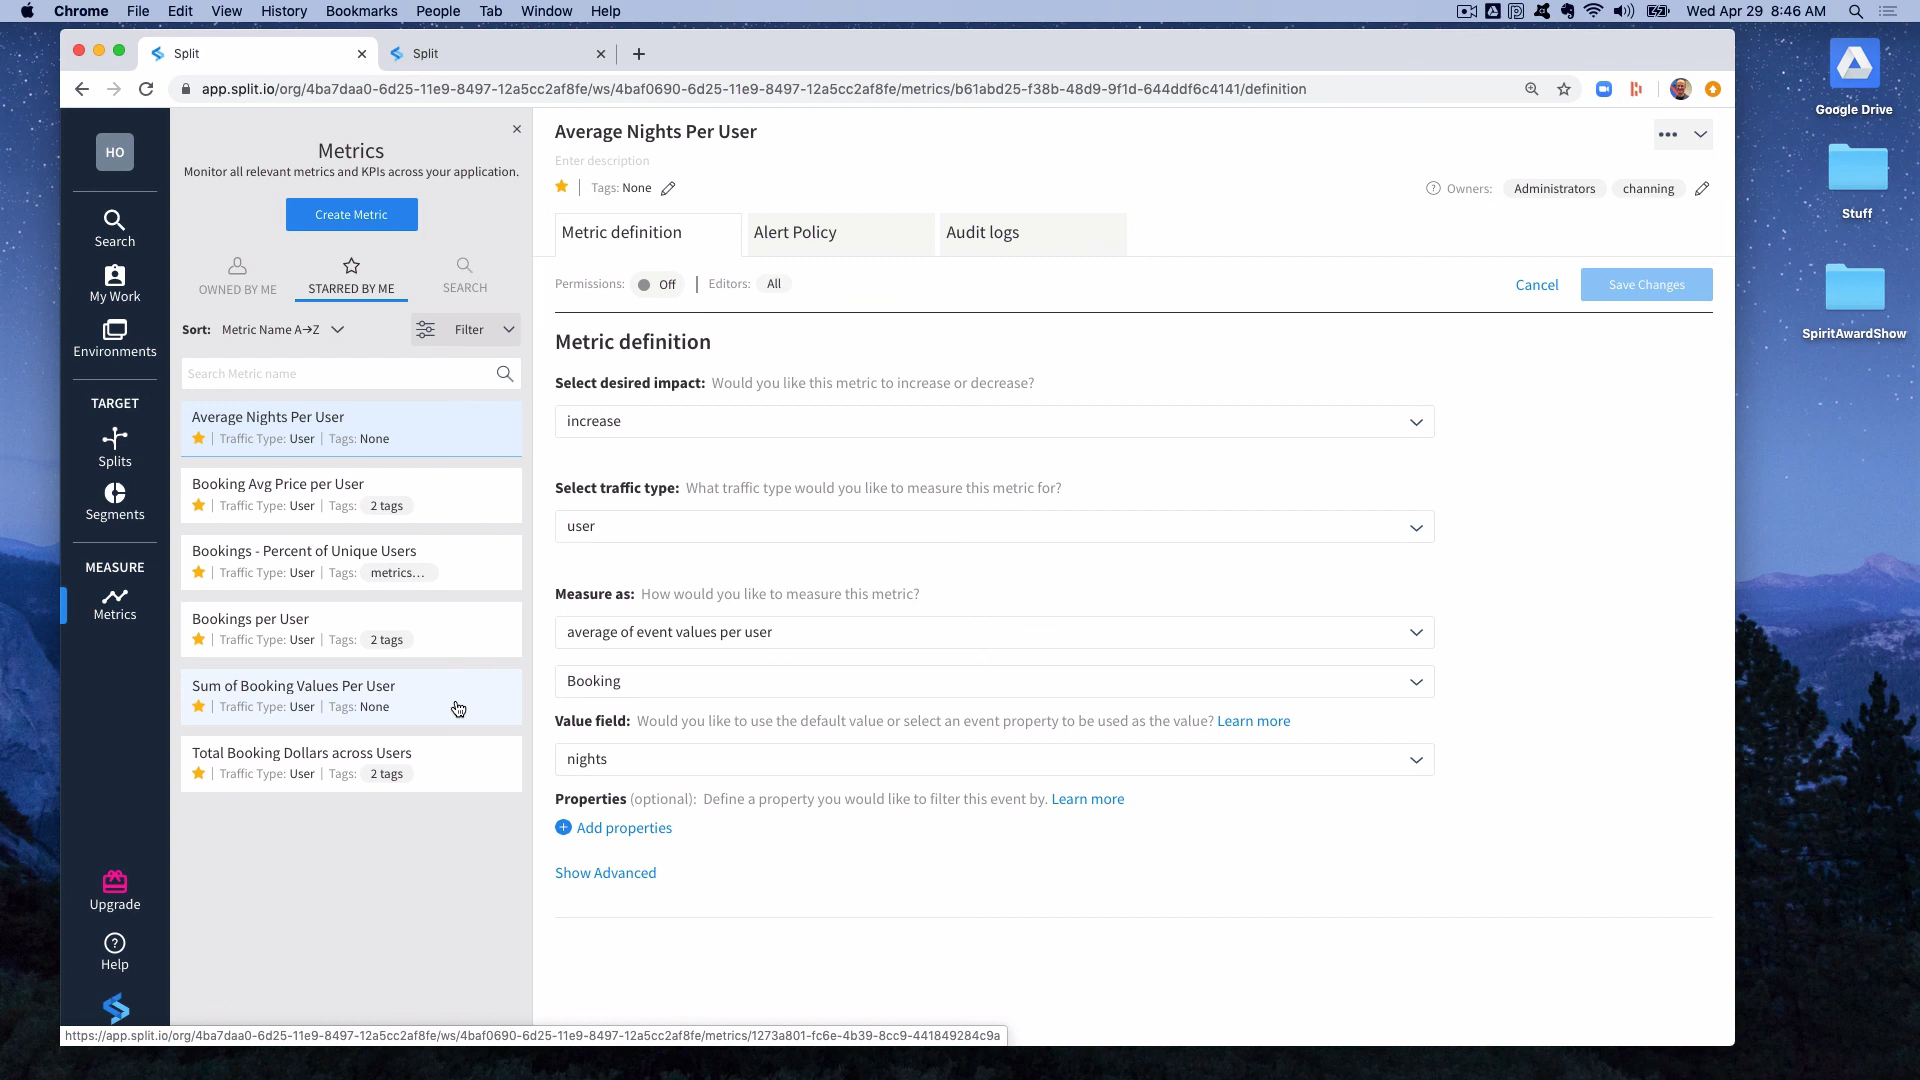 Chrome File Edit View History Bookmarks People Tab Window Help
Wed Apr 29 8:46 AM
Split
Split
app.split.io/org/4ba7daa0-6d25-11e9-8497-12a5cc2af8fe/ws/4baf0690-6d25-11e9-8497-12a5cc2af8fe/metrics/b61abd25-f38b-48d9-9f1d-644ddf6c4141/definition
Google Drive
Stuff
SpiritAwardShow
HO
Search
My Work
Environments
TARGET
Splits
Segments
MEASURE
Metrics
Upgrade
Help
Metrics
Monitor all relevant metrics and KPIs across your application.
Create Metric
OWNED BY ME
STARRED BY ME
SEARCH
Sort: Metric Name A→Z
Filter
Search Metric name
Average Nights Per User
Traffic Type: User | Tags: None
Booking Avg Price per User
Traffic Type: User | Tags: 2 tags
Bookings - Percent of Unique Users
Traffic Type: User | Tags: metrics...
Bookings per User
Traffic Type: User | Tags: 2 tags
Sum of Booking Values Per User
Traffic Type: User | Tags: None
Total Booking Dollars across Users
Traffic Type: User | Tags: 2 tags
Average Nights Per User
Enter description
Tags: None
Owners: Administrators channing
Metric definition
Alert Policy
Audit logs
Permissions: Off | Editors: All
Cancel
Save Changes
Metric definition
Select desired impact: Would you like this metric to increase or decrease?
increase
Select traffic type: What traffic type would you like to measure this metric for?
user
Measure as: How would you like to measure this metric?
average of event values per user
Booking
Value field: Would you like to use the default value or select an event property to be used as the value? Learn more
nights
Properties (optional): Define a property you would like to filter this event by. Learn more
Add properties
Show Advanced
https://app.split.io/org/4ba7daa0-6d25-11e9-8497-12a5cc2af8fe/ws/4baf0690-6d25-11e9-8497-12a5cc2af8fe/metrics/1273a801-fc6e-4b39-8cc9-441849284c9a